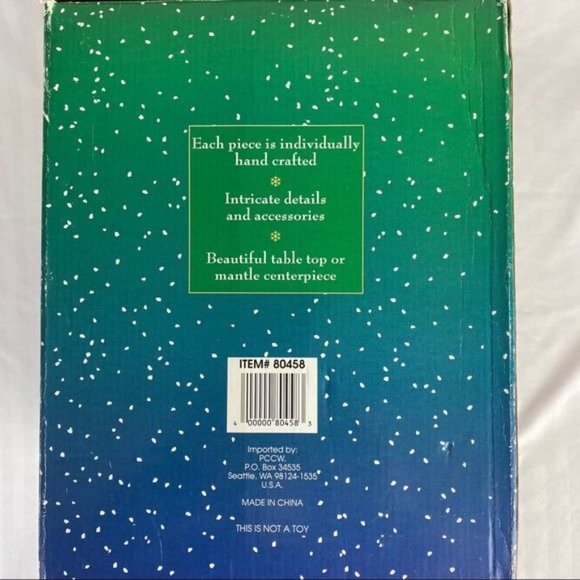 Each piece is individually
hand crafted
Intricate details
and accessories
Beautiful table top or
mantle centerpiece
ITEM# 80458
4 00000 80458 3
Imported by:
PCCW,
P.O. Box 34535
Seattle, WA 98124-1535
U.S.A.
MADE IN CHINA
THIS IS NOT A TOY